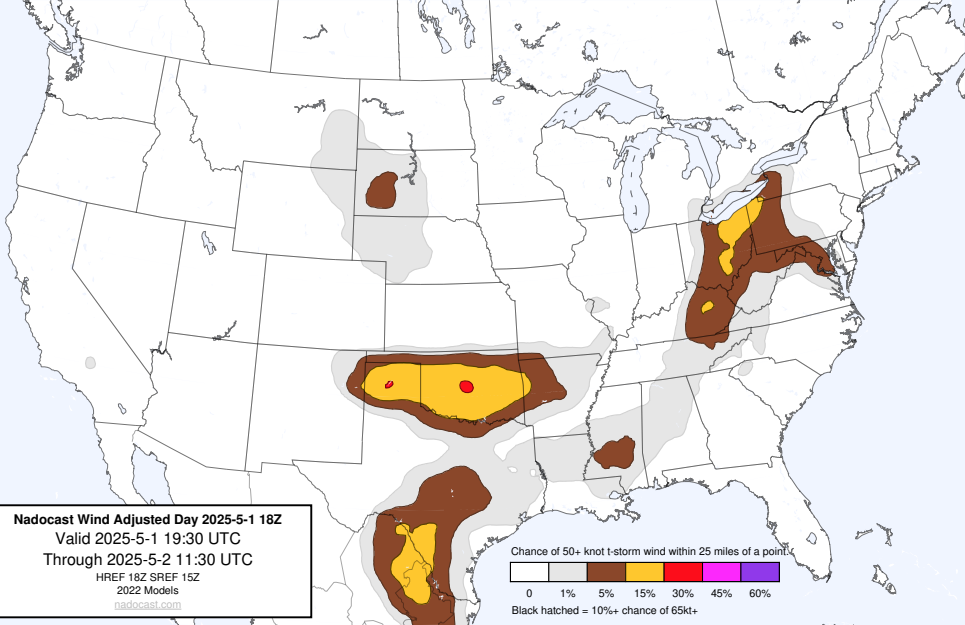 Nadocast Wind Adjusted Day 2025-5-1 18Z
Valid 2025-5-1 19:30 UTC
Through 2025-5-2 11:30 UTC
HREF 18Z SREF 15Z
2022 Models
nadocast.com
Chance of 50+ knot t-storm wind within 25 miles of a point.
0 1% 5% 15% 30% 45% 60%
Black hatched = 10%+ chance of 65kt+